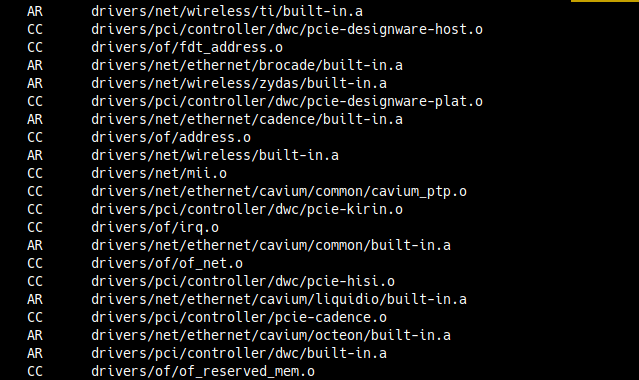 AR drivers/net/wireless/ti/built-in.a
CC drivers/pci/controller/dwc/pcie-designware-host.o
CC drivers/of/fdt_address.o
AR drivers/net/ethernet/brocade/built-in.a
AR drivers/net/wireless/zydas/built-in.a
CC drivers/pci/controller/dwc/pcie-designware-plat.o
AR drivers/net/ethernet/cadence/built-in.a
CC drivers/of/address.o
AR drivers/net/wireless/built-in.a
CC drivers/net/mii.o
CC drivers/net/ethernet/cavium/common/cavium_ptp.o
CC drivers/pci/controller/dwc/pcie-kirin.o
CC drivers/of/irq.o
AR drivers/net/ethernet/cavium/common/built-in.a
CC drivers/of/of_net.o
CC drivers/pci/controller/dwc/pcie-hisi.o
AR drivers/net/ethernet/cavium/liquidio/built-in.a
CC drivers/pci/controller/pcie-cadence.o
AR drivers/net/ethernet/cavium/octeon/built-in.a
AR drivers/pci/controller/dwc/built-in.a
CC drivers/of/of_reserved_mem.o